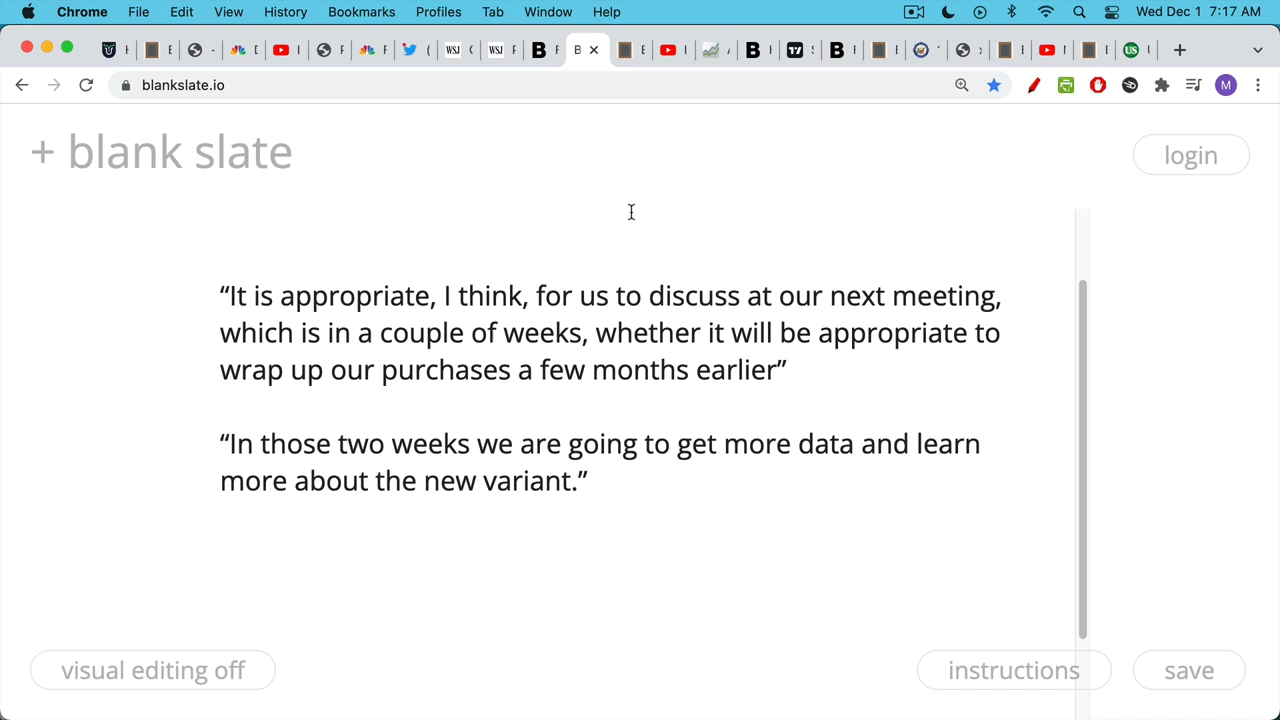 Chrome File Edit View History Bookmarks Profiles Tab Window Help Wed Dec 1 7:17 AM
blankslate.io
M
+ blank slate
login
“It is appropriate, I think, for us to discuss at our next meeting,
which is in a couple of weeks, whether it will be appropriate to
wrap up our purchases a few months earlier”
“In those two weeks we are going to get more data and learn
more about the new variant.”
visual editing off
instructions
save